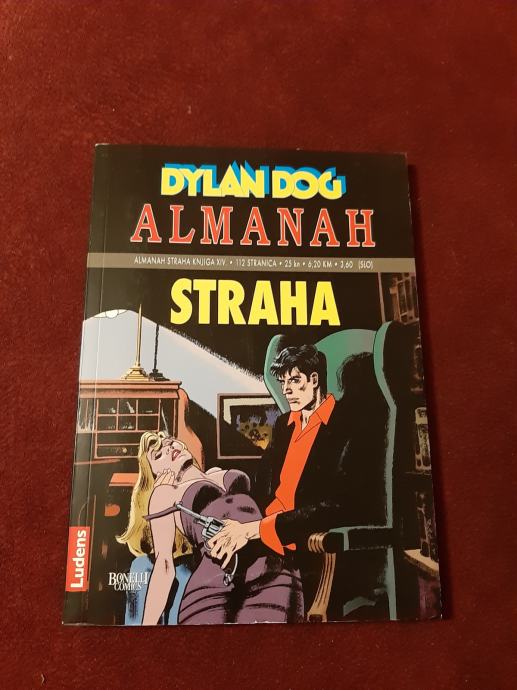 DYLAN DOG
ALMANAH
ALMANAH STRAHA KNJIGA XIV. • 112 STRANICA • 25 kn • 6,20 KM • 3,60 (SLO)
STRAHA
Ludens
BONELLI
COMICS